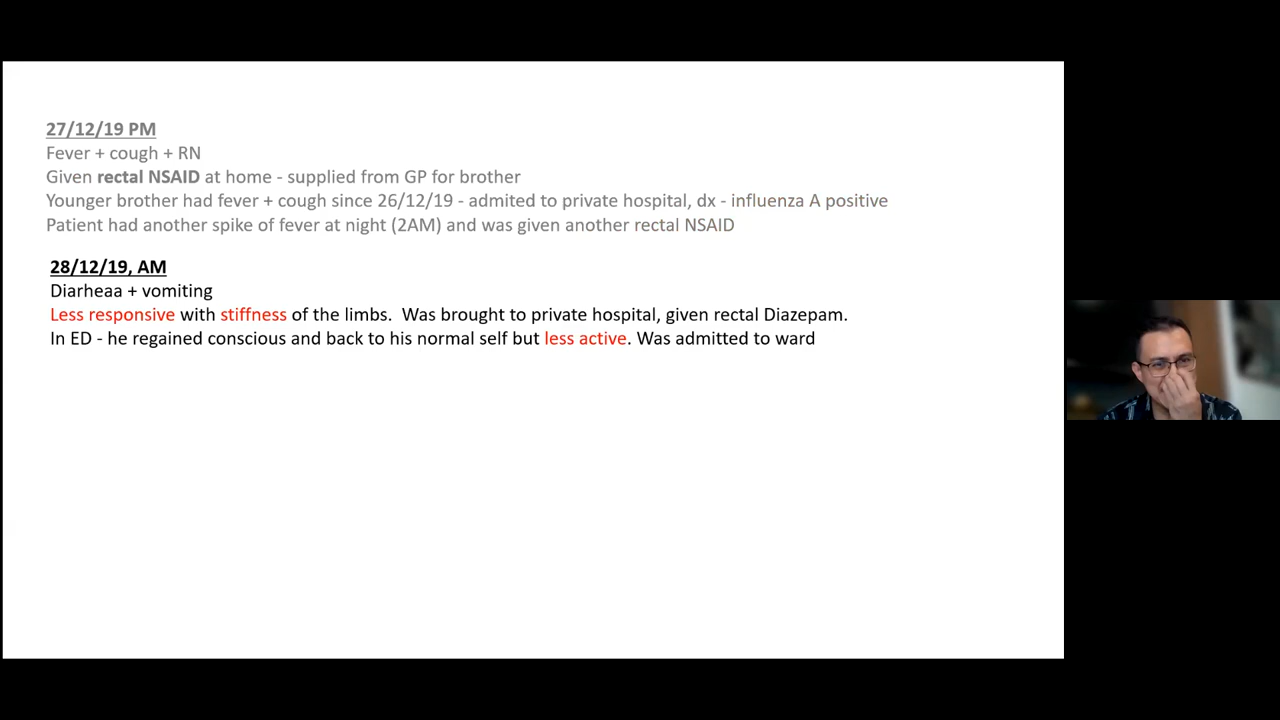 27/12/19 PM
Fever + cough + RN
Given rectal NSAID at home - supplied from GP for brother
Younger brother had fever + cough since 26/12/19 - admited to private hospital, dx - influenza A positive
Patient had another spike of fever at night (2AM) and was given another rectal NSAID
28/12/19, AM
Diarheaa + vomiting
Less responsive with stiffness of the limbs.  Was brought to private hospital, given rectal Diazepam.
In ED - he regained conscious and back to his normal self but less active. Was admitted to ward